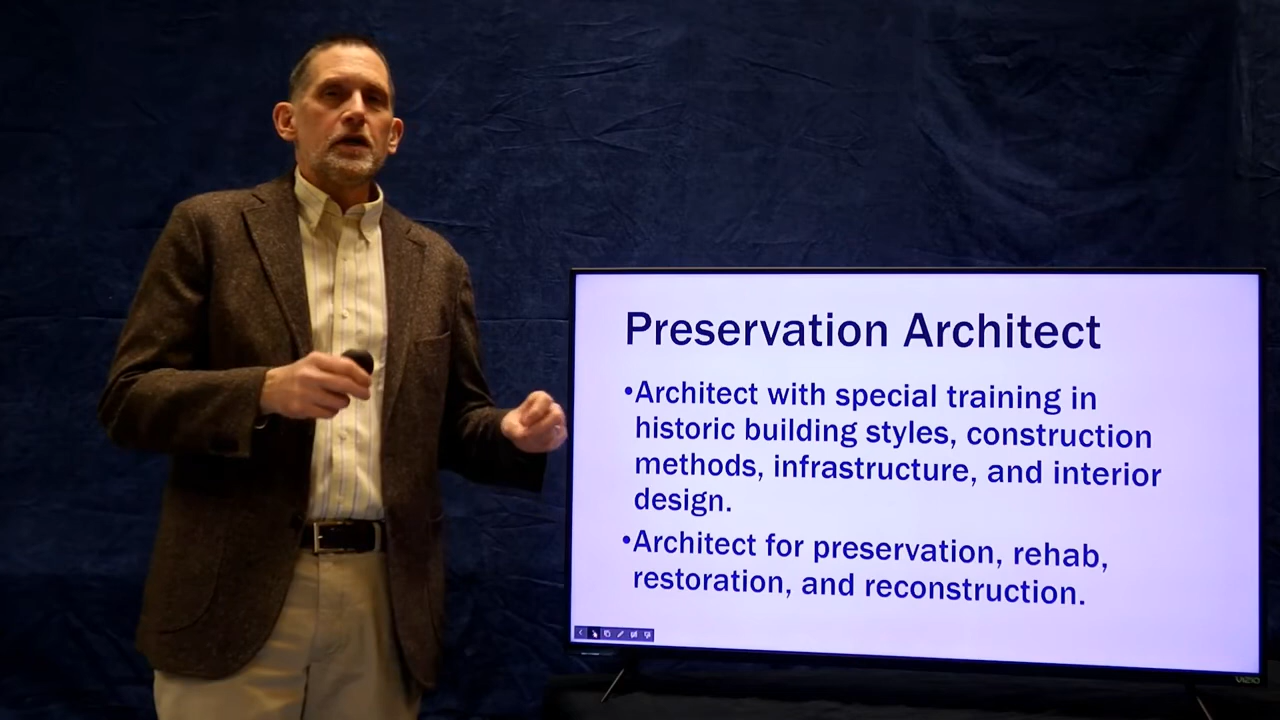 Preservation Architect
•Architect with special training in
historic building styles, construction
methods, infrastructure, and interior
design.
•Architect for preservation, rehab,
restoration, and reconstruction.
VIZIO